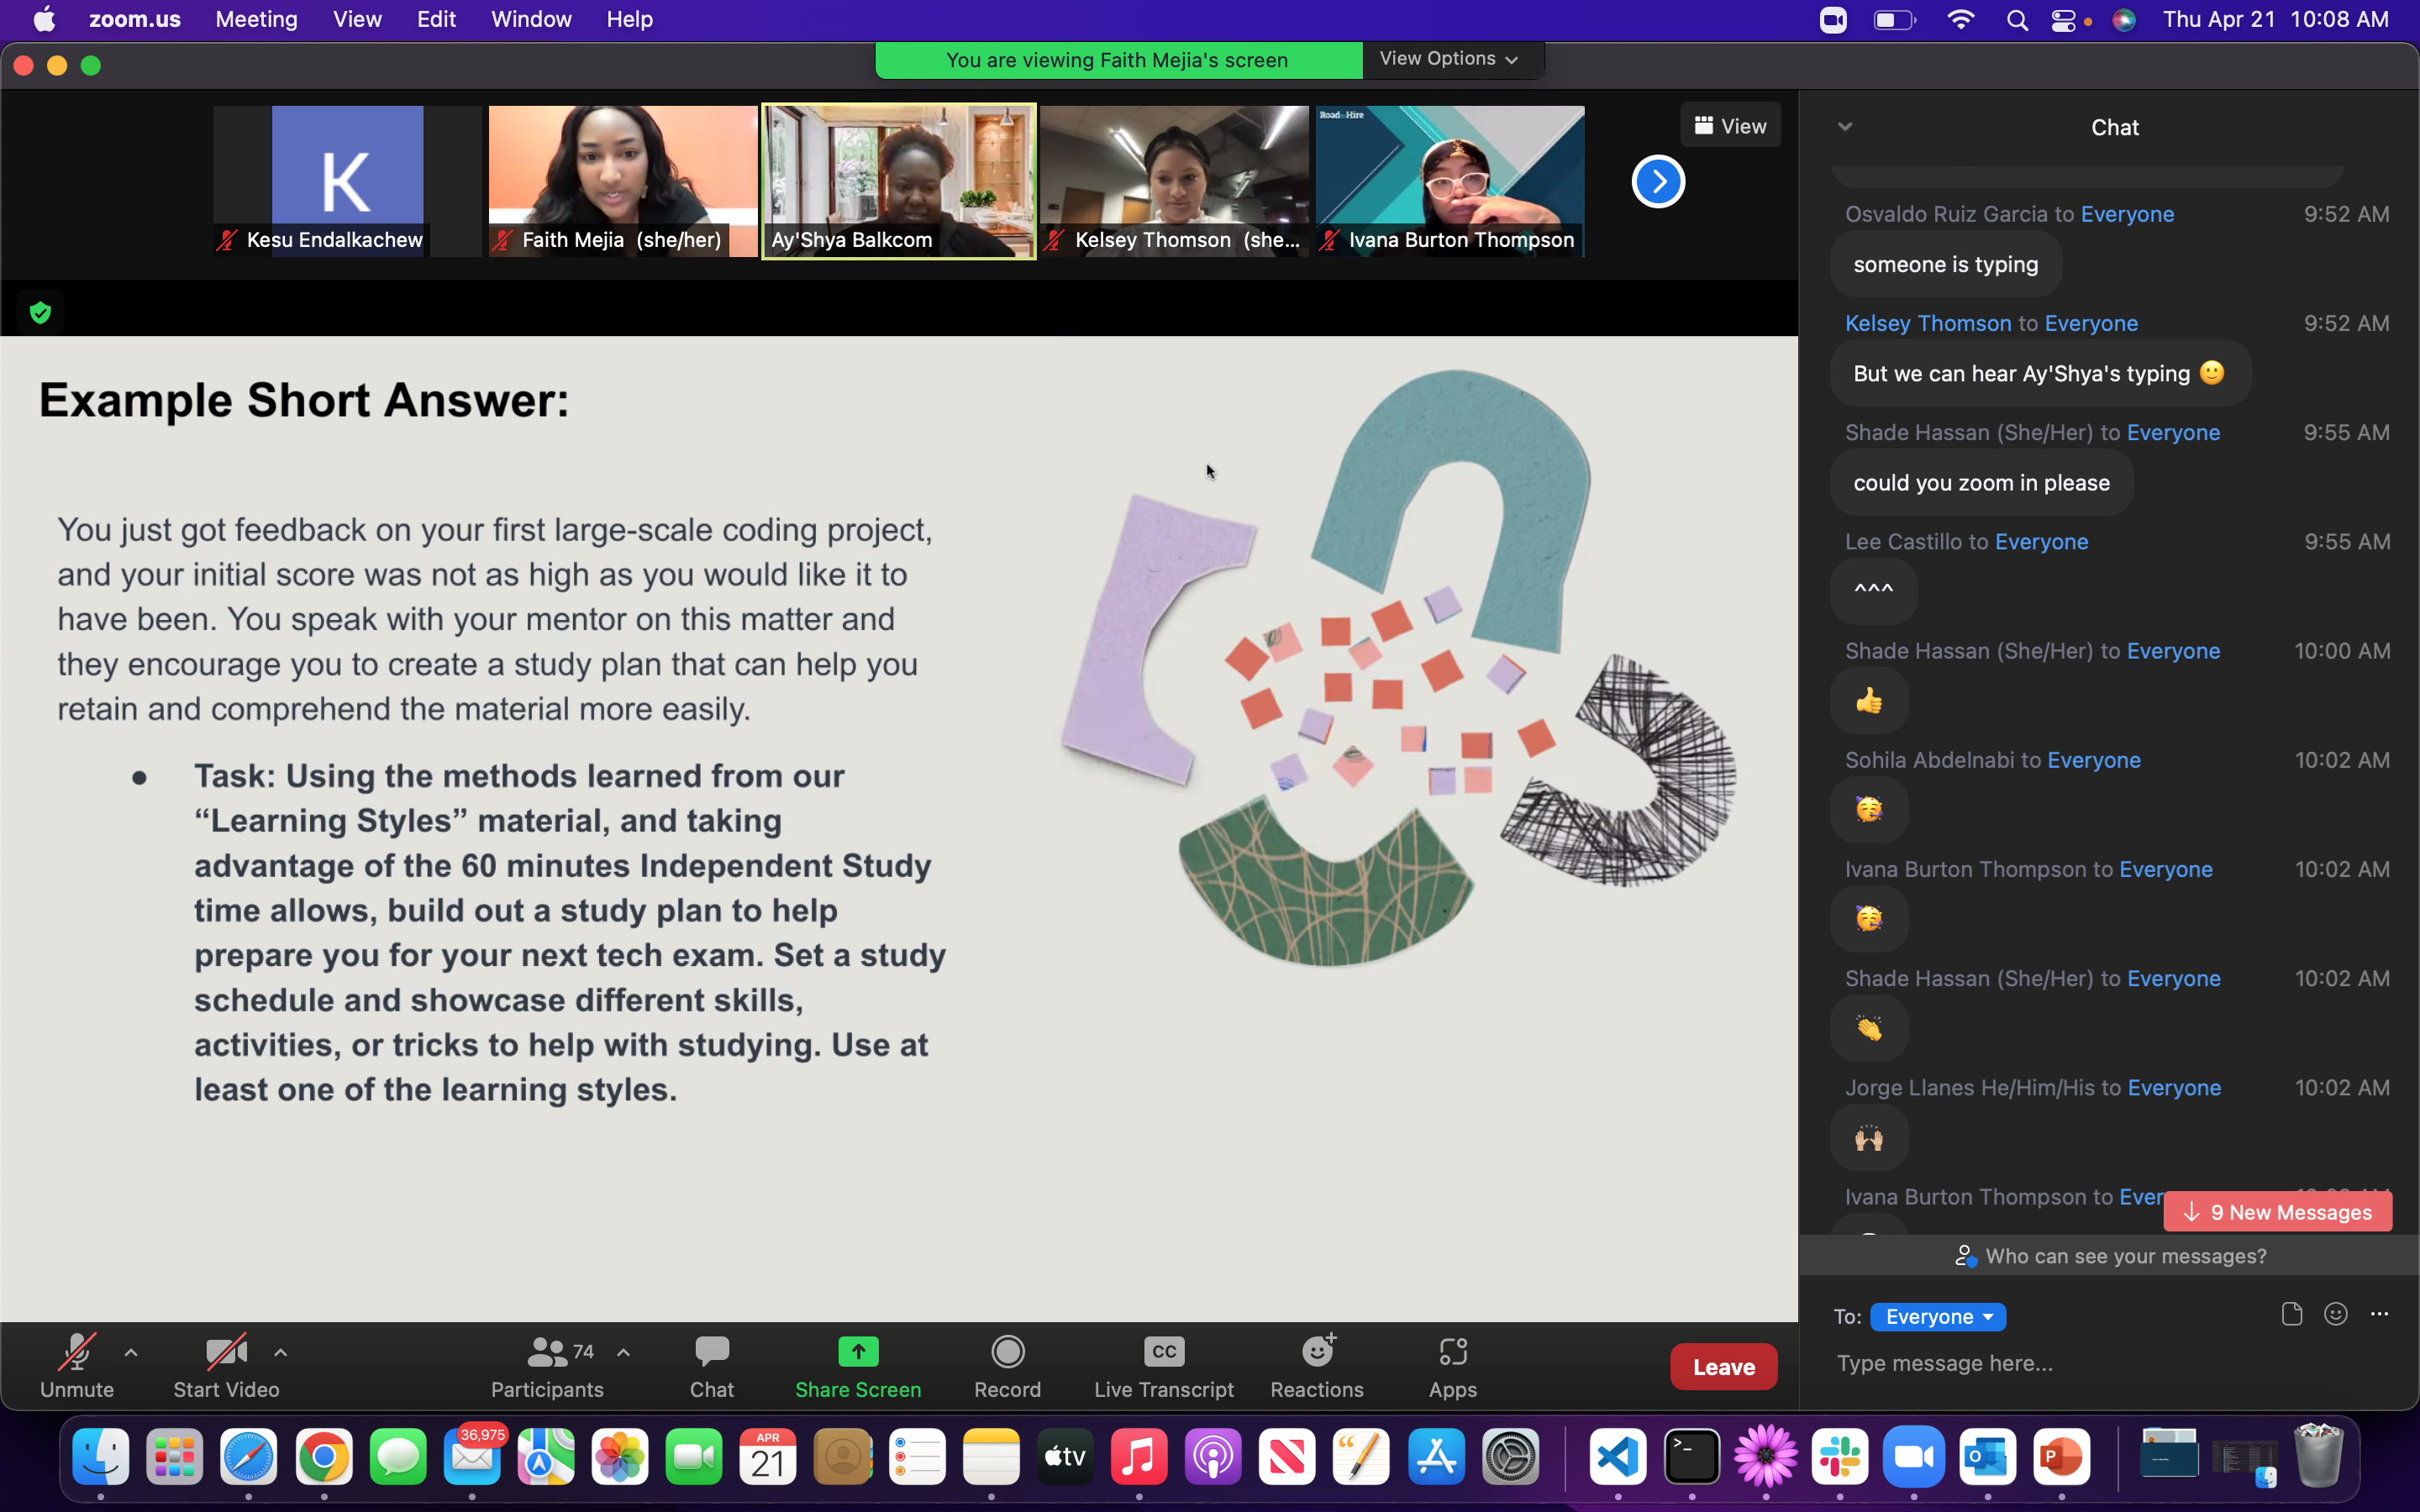 zoom.us Meeting View Edit Window Help Thu Apr 21 10:08 AM
You are viewing Faith Mejia's screen View Options
K
Road to Hire
View
Kesu Endalkachew
Faith Mejia (she/her)
Ay'Shya Balkcom
Kelsey Thomson (she...
Ivana Burton Thompson
Example Short Answer:
You just got feedback on your first large-scale coding project,
and your initial score was not as high as you would like it to
have been. You speak with your mentor on this matter and
they encourage you to create a study plan that can help you
retain and comprehend the material more easily.
● Task: Using the methods learned from our
“Learning Styles” material, and taking
advantage of the 60 minutes Independent Study
time allows, build out a study plan to help
prepare you for your next tech exam. Set a study
schedule and showcase different skills,
activities, or tricks to help with studying. Use at
least one of the learning styles.
Chat
Osvaldo Ruiz Garcia to Everyone 9:52 AM
someone is typing
Kelsey Thomson to Everyone 9:52 AM
But we can hear Ay'Shya's typing 🙂
Shade Hassan (She/Her) to Everyone 9:55 AM
could you zoom in please
Lee Castillo to Everyone 9:55 AM
^^^
Shade Hassan (She/Her) to Everyone 10:00 AM
👍
Sohila Abdelnabi to Everyone 10:02 AM
🥳
Ivana Burton Thompson to Everyone 10:02 AM
🥳
Shade Hassan (She/Her) to Everyone 10:02 AM
👏
Jorge Llanes He/Him/His to Everyone 10:02 AM
🙌🏼
Ivana Burton Thompson to Ever
↓ 9 New Messages
Who can see your messages?
To: Everyone
Type message here...
74
CC
Unmute Start Video Participants Chat Share Screen Record Live Transcript Reactions Apps Leave
36,975
APR
21
tv